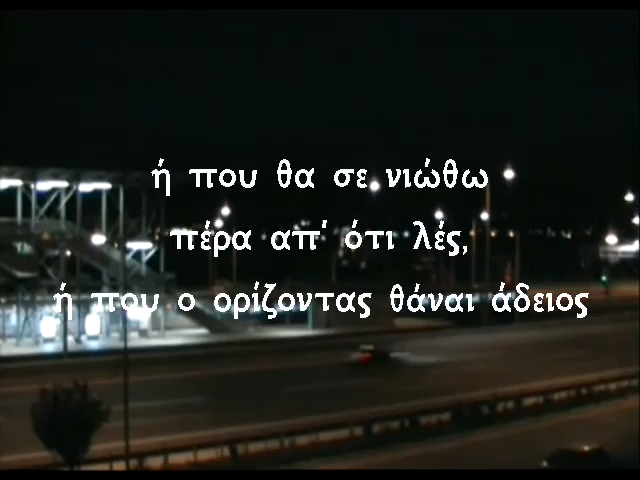 ή που θα σε νιώθω
πέρα απ' ότι λές,
ή που ο ορίζοντας θάναι άδειος